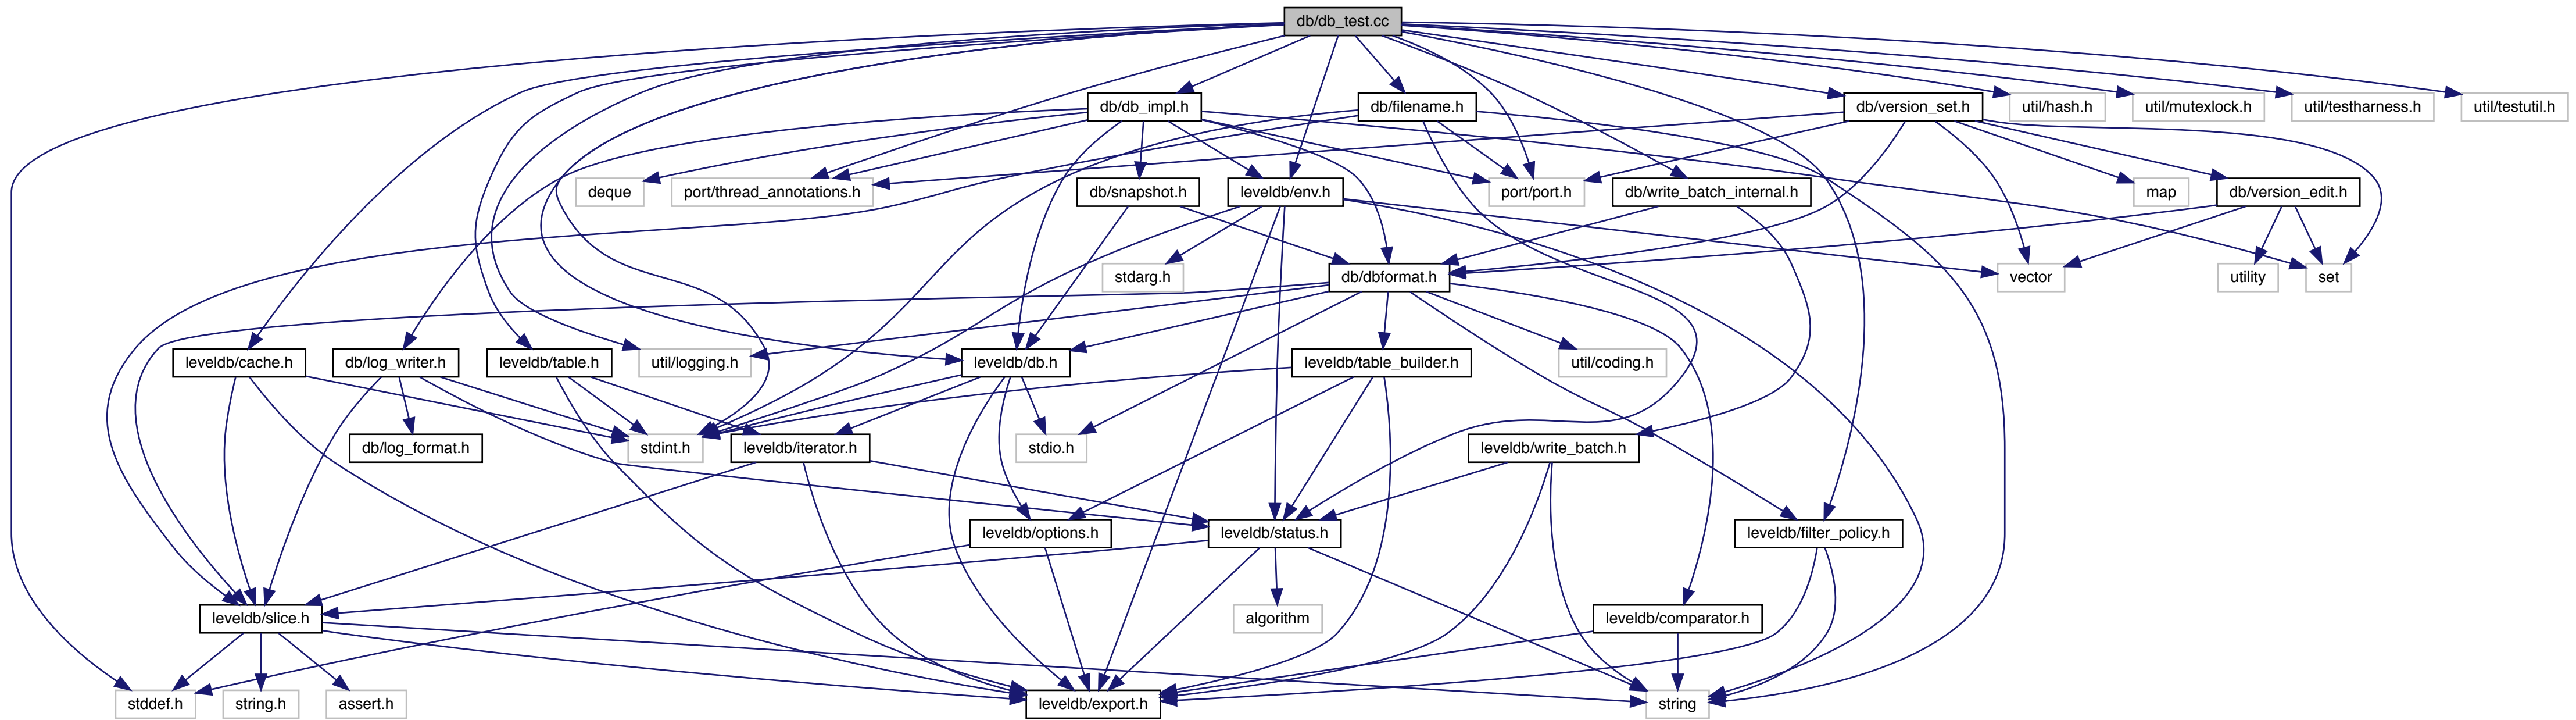 db/db_test.cc
db/db_impl.h
db/filename.h
db/version_set.h
util/hash.h
util/mutexlock.h
util/testharness.h
util/testutil.h
deque
port/thread_annotations.h
db/snapshot.h
leveldb/env.h
port/port.h
db/write_batch_internal.h
map
db/version_edit.h
stdarg.h
db/dbformat.h
vector
utility
set
leveldb/cache.h
db/log_writer.h
leveldb/table.h
util/logging.h
leveldb/db.h
leveldb/table_builder.h
util/coding.h
db/log_format.h
stdint.h
leveldb/iterator.h
stdio.h
leveldb/write_batch.h
leveldb/options.h
leveldb/status.h
leveldb/filter_policy.h
leveldb/slice.h
algorithm
leveldb/comparator.h
stddef.h
string.h
assert.h
leveldb/export.h
string